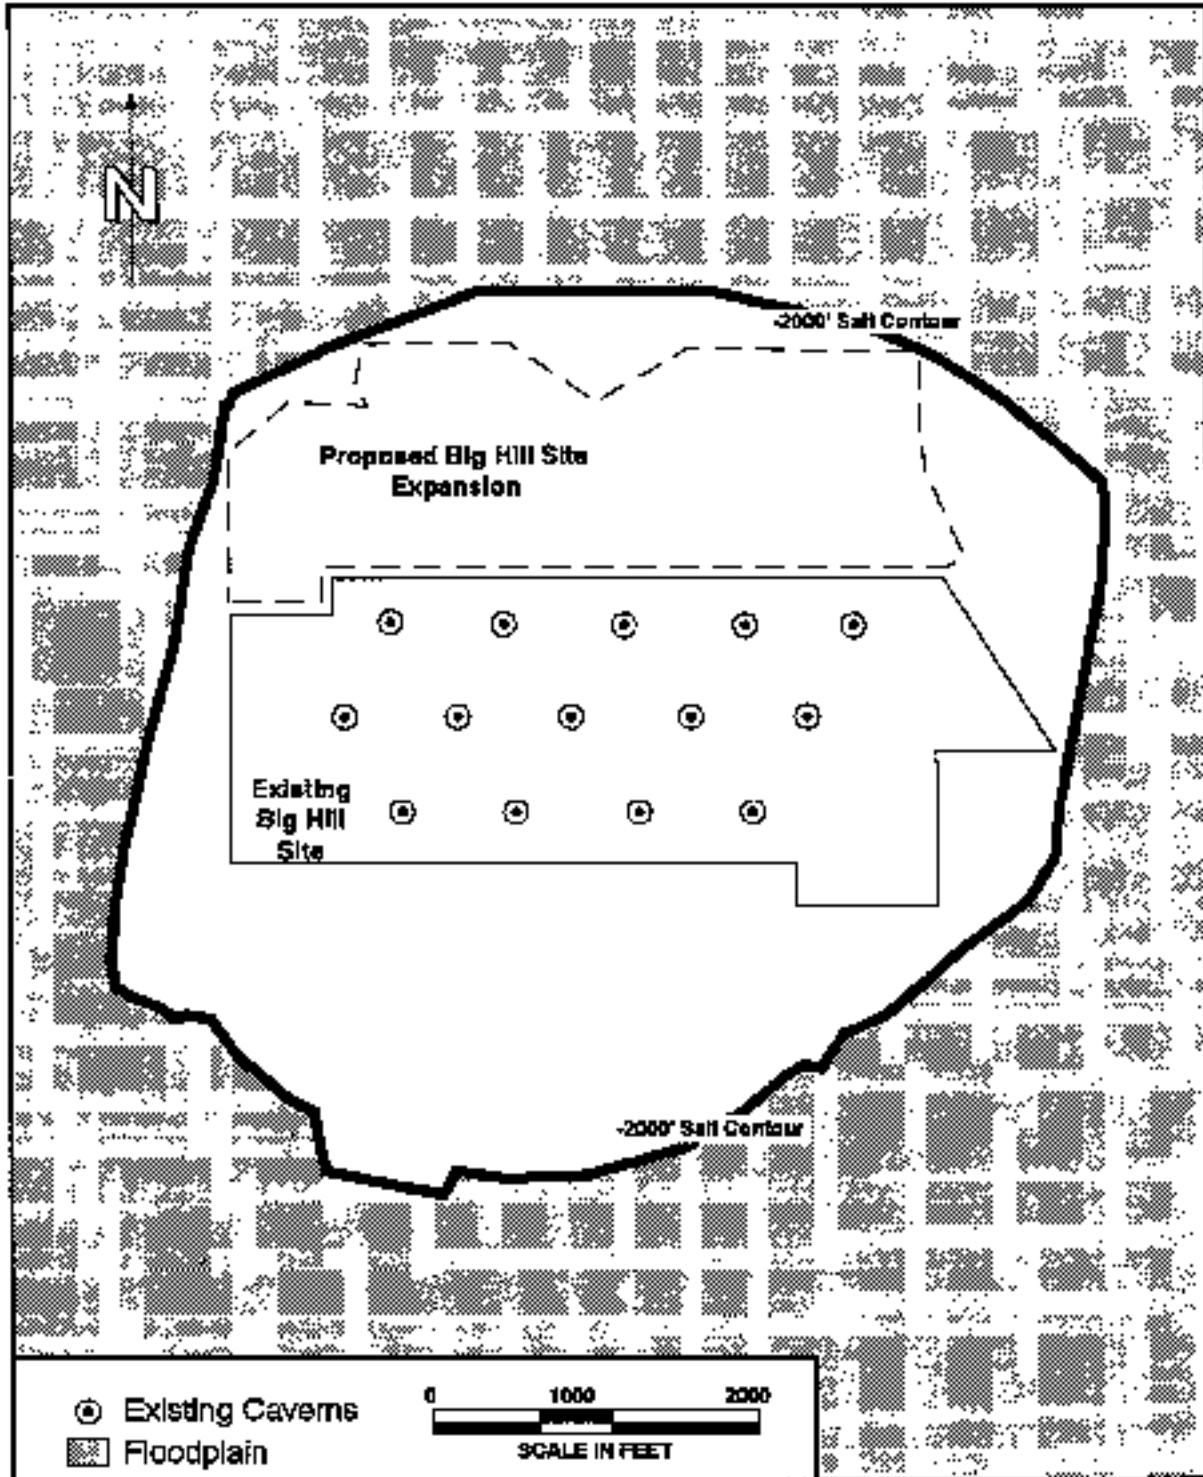 N
-2000' Salt Contour
Proposed Big Hill Site
Expansion
Existing
Big Hill
Site
-2000' Salt Contour
Existing Caverns
Floodplain
0 1000 2000
SCALE IN FEET